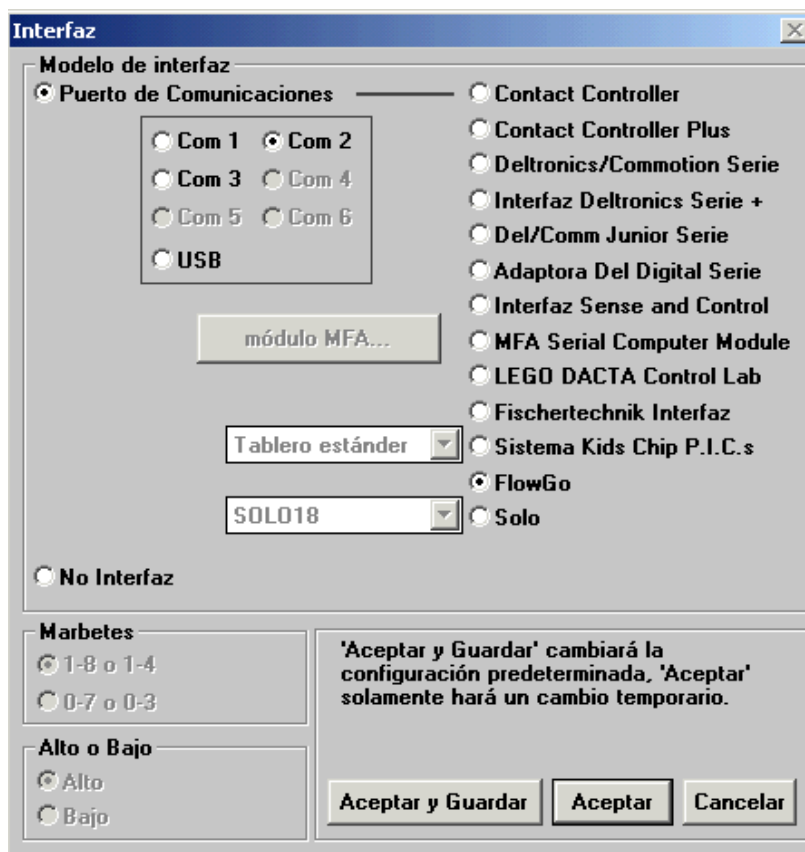 Interfaz
Modelo de interfaz
Puerto de Comunicaciones
Com 1 Com 2
Com 3 Com 4
Com 5 Com 6
USB
módulo MFA...
Tablero estánder
SOLO18
No Interfaz
Contact Controller
Contact Controller Plus
Deltronics/Commotion Serie
Interfaz Deltronics Serie +
Del/Comm Junior Serie
Adaptora Del Digital Serie
Interfaz Sense and Control
MFA Serial Computer Module
LEGO DACTA Control Lab
Fischertechnik Interfaz
Sistema Kids Chip P.I.C.s
FlowGo
Solo
Marbetes
1-8 o 1-4
0-7 o 0-3
Alto o Bajo
Alto
Bajo
'Aceptar y Guardar' cambiará la
configuración predeterminada, 'Aceptar'
solamente hará un cambio temporario.
Aceptar y Guardar Aceptar Cancelar